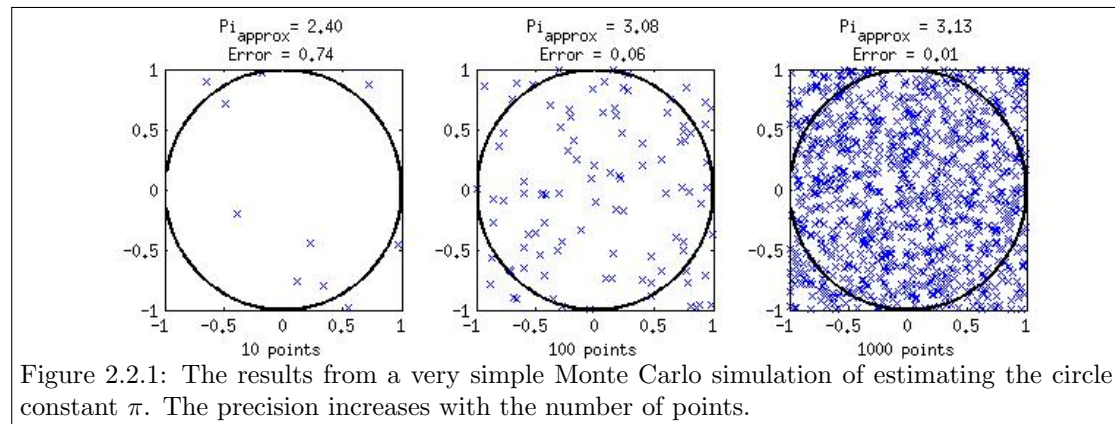 Pi_approx = 2.40
Error = 0.74
1
0.5
0
-0.5
-1
-1 -0.5 0 0.5 1
10 points
Pi_approx = 3.08
Error = 0.06
1
0.5
0
-0.5
-1
-1 -0.5 0 0.5 1
100 points
Pi_approx = 3.13
Error = 0.01
1
0.5
0
-0.5
-1
-1 -0.5 0 0.5 1
1000 points
Figure 2.2.1: The results from a very simple Monte Carlo simulation of estimating the circle
constant π. The precision increases with the number of points.